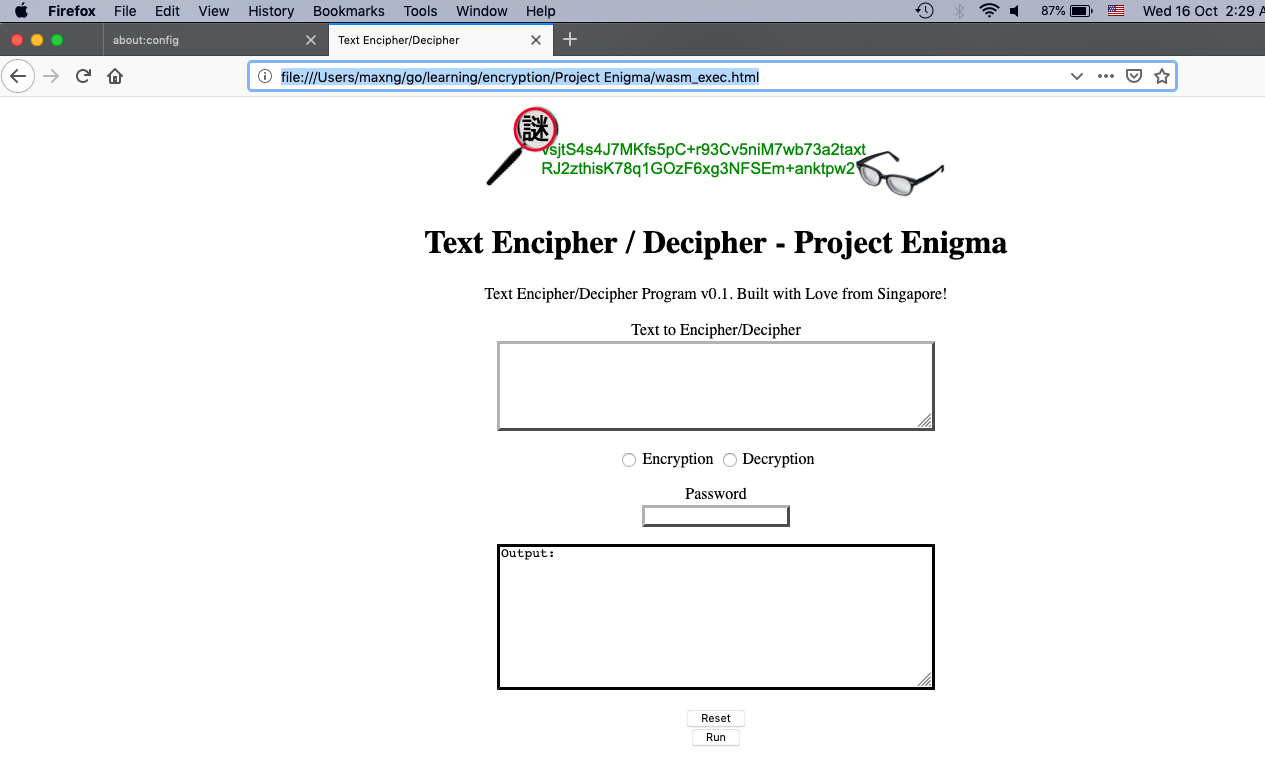 Firefox File Edit View History Bookmarks Tools Window Help 87% Wed 16 Oct 2:29
about:config Text Encipher/Decipher
file:///Users/maxng/go/learning/encryption/Project Enigma/wasm_exec.html
謎
vsjtS4s4J7MKfs5pC+r93Cv5niM7wb73a2taxt
RJ2zthisK78q1GOzF6xg3NFSEm+anktpw2
Text Encipher / Decipher - Project Enigma
Text Encipher/Decipher Program v0.1. Built with Love from Singapore!
Text to Encipher/Decipher
Encryption Decryption
Password
Output:
Reset
Run